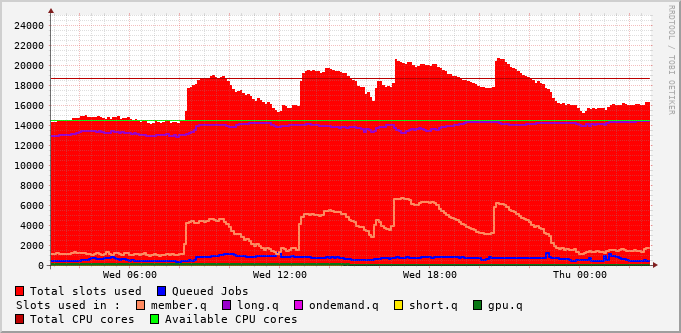 RRDTOOL / TOBI OETIKER
24000
22000
20000
18000
16000
14000
12000
10000
8000
6000
4000
2000
0
Wed 06:00 Wed 12:00 Wed 18:00 Thu 00:00
Total slots used Queued Jobs
Slots used in : member.q long.q ondemand.q short.q gpu.q
Total CPU cores Available CPU cores